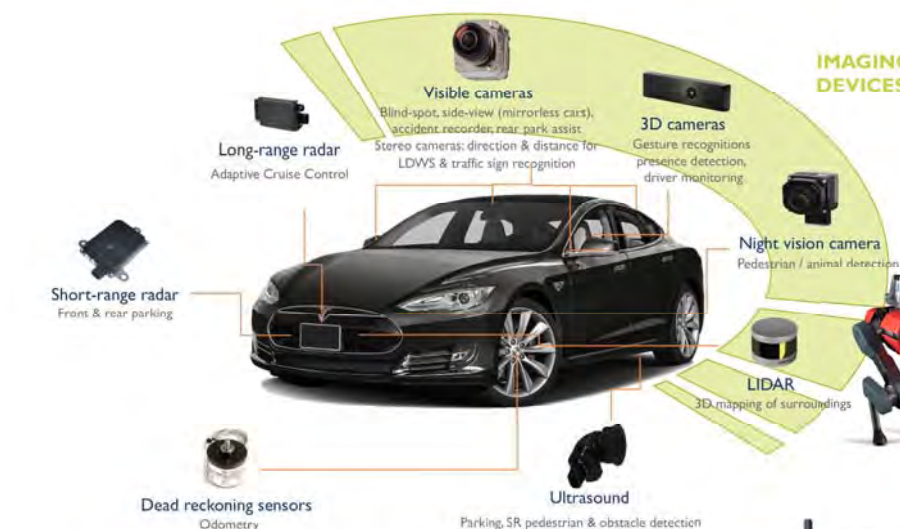 IMAGING
DEVICES
Visible cameras
Blind-spot, side-view (mirrorless cars),
accident recorder, rear park assist
Stereo cameras: direction & distance for
LDWS & traffic sign recognition
3D cameras
Gesture recognitions
presence detection,
driver monitoring
Long-range radar
Adaptive Cruise Control
Night vision camera
Pedestrian / animal detection
Short-range radar
Front & rear parking
LIDAR
3D mapping of surroundings
Dead reckoning sensors
Odometry
Ultrasound
Parking, SR pedestrian & obstacle detection